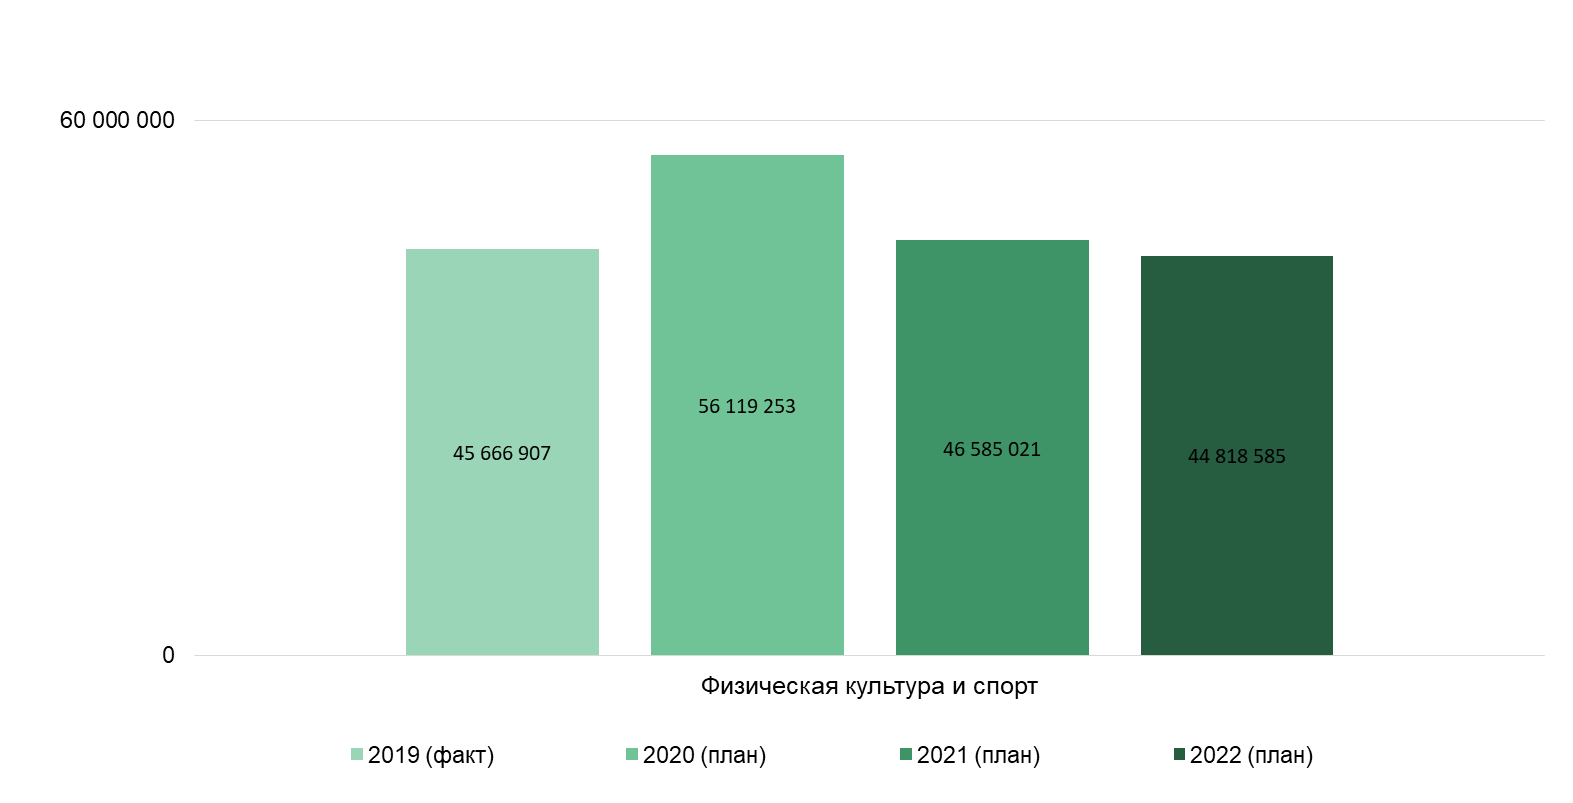 60 000 000
56 119 253
45 666 907
46 585 021
44 818 585
0
Физическая культура и спорт
2019 (факт)
2020 (план)
2021 (план)
2022 (план)